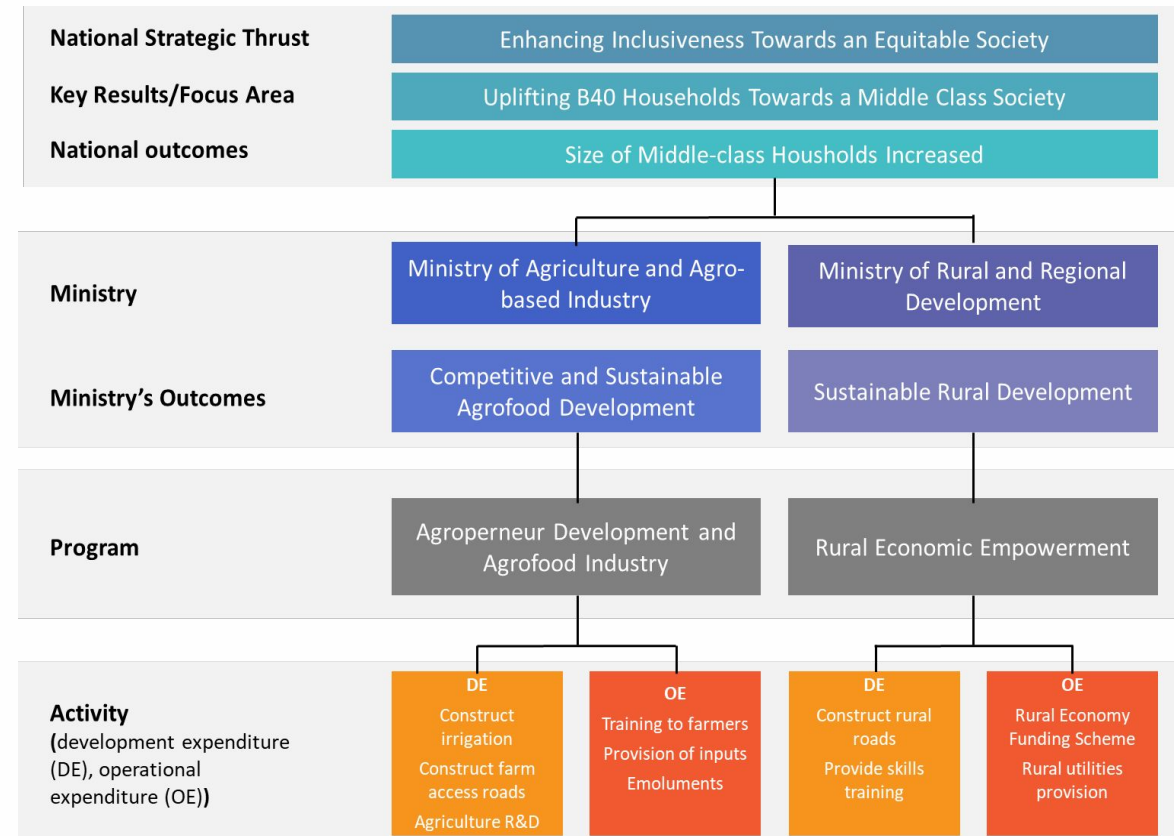 National Strategic Thrust
Enhancing Inclusiveness Towards an Equitable Society
Key Results/Focus Area
Uplifting B40 Households Towards a Middle Class Society
National outcomes
Size of Middle-class Housholds Increased
Ministry
Ministry of Agriculture and Agro-
based Industry
Ministry of Rural and Regional
Development
Ministry's Outcomes
Competitive and Sustainable
Agrofood Development
Sustainable Rural Development
Program
Agroperneur Development and
Agrofood Industry
Rural Economic Empowerment
Activity
(development expenditure
(DE), operational
expenditure (OE))
DE
Construct
irrigation
Construct farm
access roads
Agriculture R&D
OE
Training to farmers
Provision of inputs
Emoluments
DE
Construct rural
roads
Provide skills
training
OE
Rural Economy
Funding Scheme
Rural utilities
provision